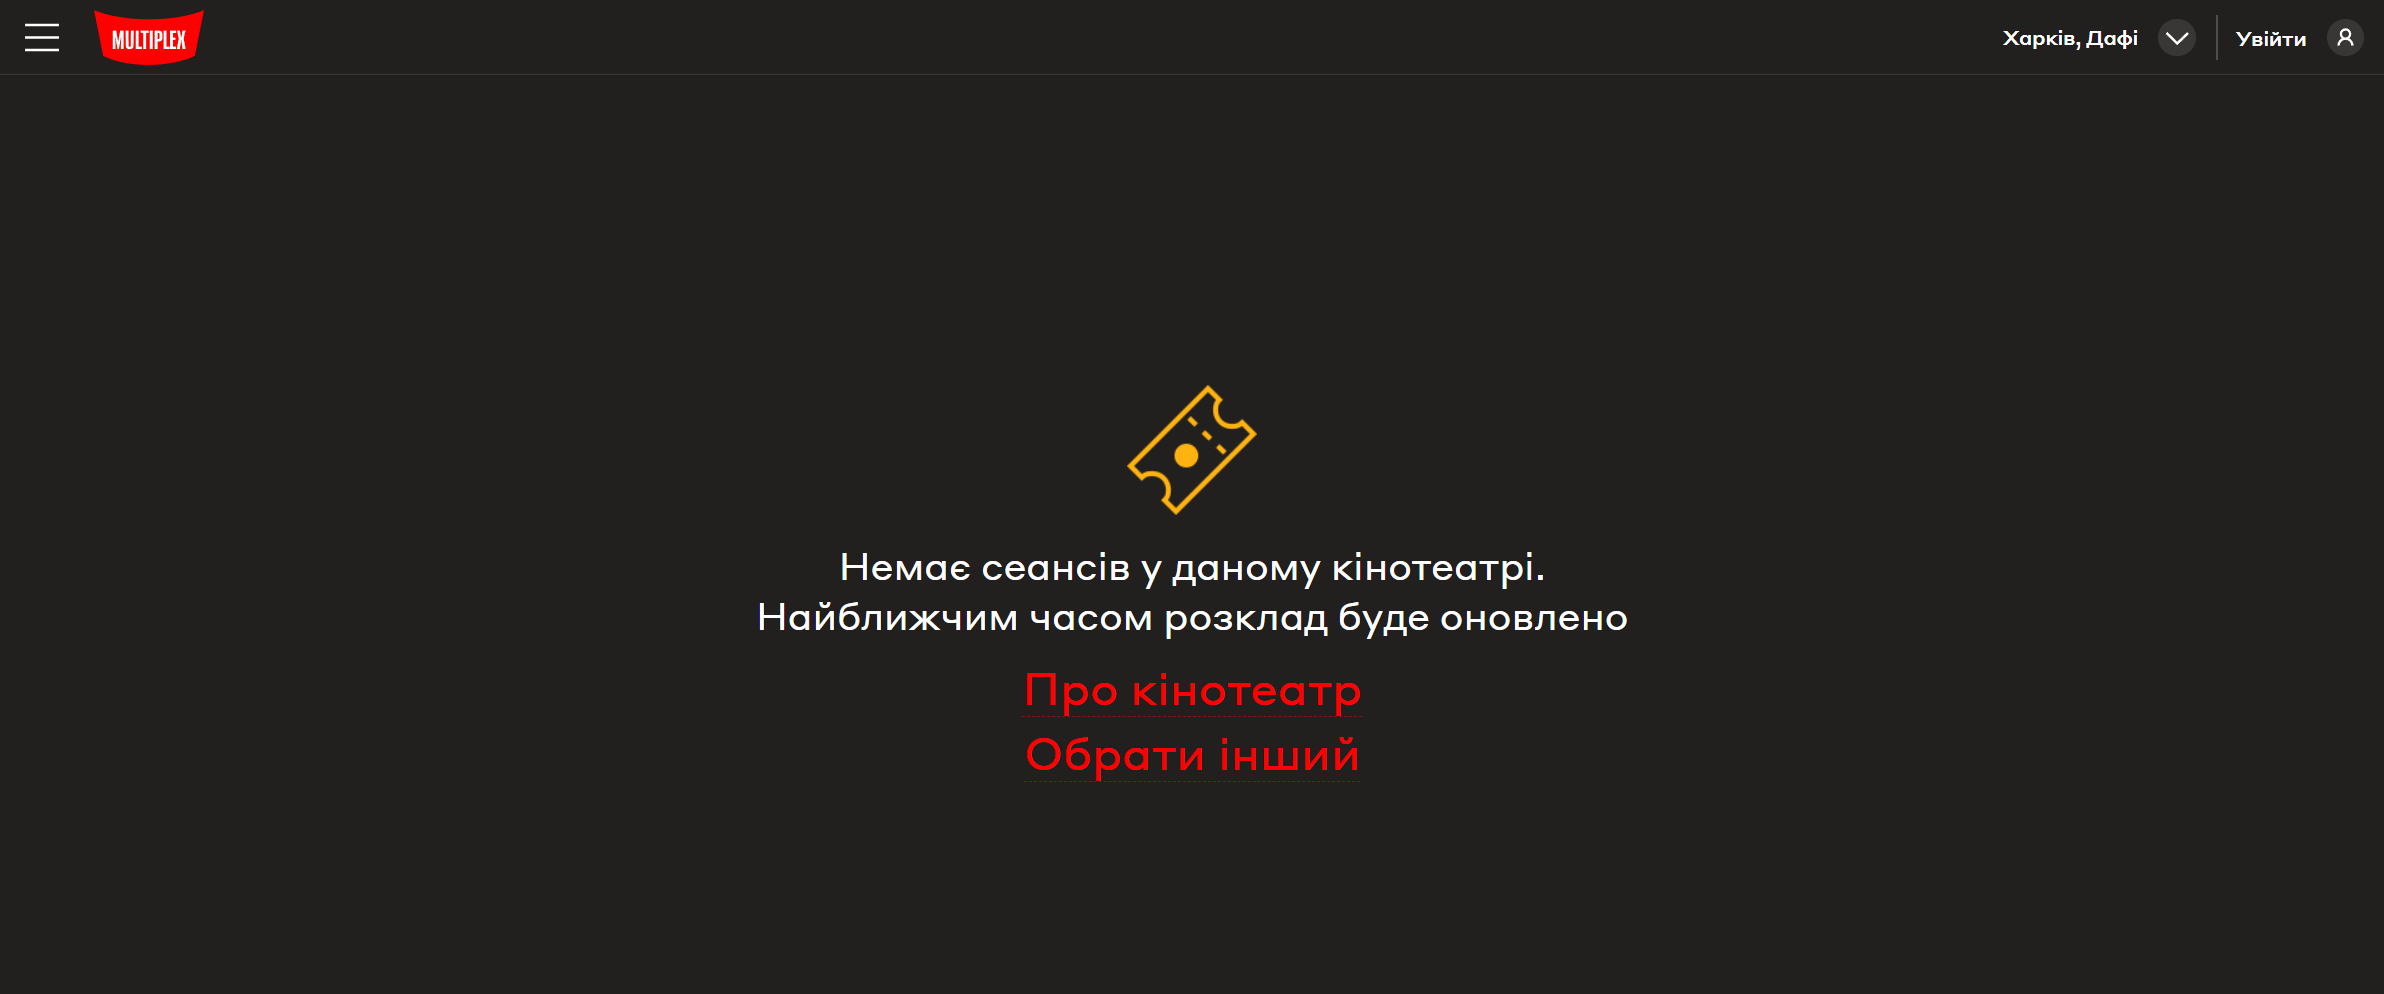 MULTIPLEX
Харків, Дафі
Увійти
Немає сеансів у даному кінотеатрі.
Найближчим часом розклад буде оновлено
Про кінотеатр
Обрати інший